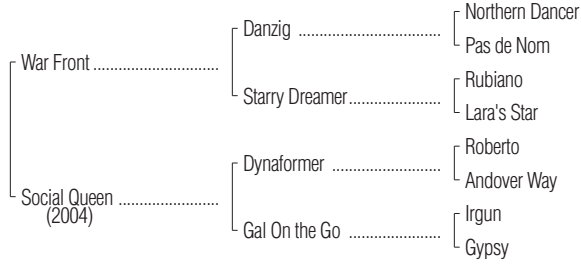 Northern Dancer
Danzig ................................................
Pas de Nom
War Front ..........................................
Rubiano
Starry Dreamer ...............................
Lara's Star
Roberto
Dynaformer ....................................
Andover Way
Social Queen ..................................
(2004)
Irgun
Gal On the Go ...............................
Gypsy